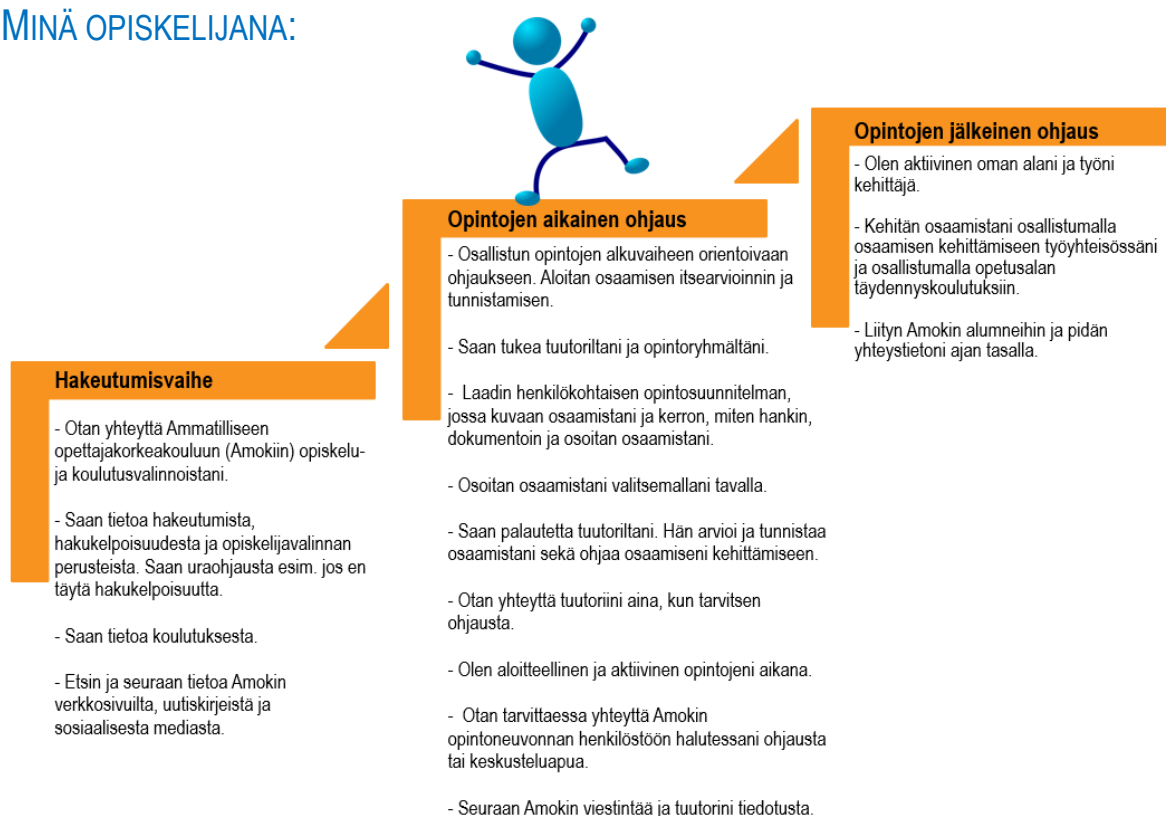 MINÄ OPISKELIJANA:
Hakeutumisvaihe
- Otan yhteyttä Ammatilliseen
opettajakorkeakouluun (Amokiin) opiskelu-
ja koulutusvalinnoistani.
- Saan tietoa hakeutumista,
hakukelpoisuudesta ja opiskelijavalinnan
perusteista. Saan uraohjausta esim. jos en
täytä hakukelpoisuutta.
- Saan tietoa koulutuksesta.
- Etsin ja seuraan tietoa Amokin
verkkosivuilta, uutiskirjeistä ja
sosiaalisesta mediasta.
Opintojen aikainen ohjaus
- Osallistun opintojen alkuvaiheen orientoivaan
ohjaukseen. Aloitan osaamisen itsearvioinnin ja
tunnistamisen.
- Saan tukea tuutoriltani ja opintoryhmältäni.
- Laadin henkilökohtaisen opintosuunnitelman,
jossa kuvaan osaamistani ja kerron, miten hankin,
dokumentoin ja osoitan osaamistani.
- Osoitan osaamistani valitsemallani tavalla.
- Saan palautetta tuutoriltani. Hän arvioi ja tunnistaa
osaamistani sekä ohjaa osaamiseni kehittämiseen.
- Otan yhteyttä tuutoriini aina, kun tarvitsen
ohjausta.
- Olen aloitteellinen ja aktiivinen opintojeni aikana.
- Otan tarvittaessa yhteyttä Amokin
opintoneuvonnan henkilöstöön halutessani ohjausta
tai keskusteluapua.
- Seuraan Amokin viestintää ja tuutorini tiedotusta.
Opintojen jälkeinen ohjaus
- Olen aktiivinen oman alani ja työni
kehittäjä.
- Kehitän osaamistani osallistumalla
osaamisen kehittämiseen työyhteisössäni
ja osallistumalla opetusalan
täydennyskoulutuksiin.
- Liityn Amokin alumneihin ja pidän
yhteystietoni ajan tasalla.